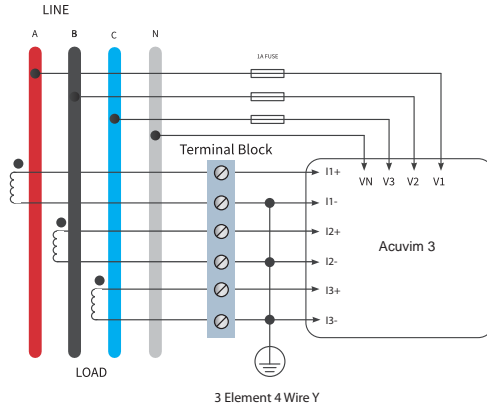 LINE
A B C N
1A FUSE
Terminal Block
VN V3 V2 V1
I1+
I1-
I2+
Acuvim 3
I2-
I3+
I3-
LOAD
3 Element 4 Wire Y